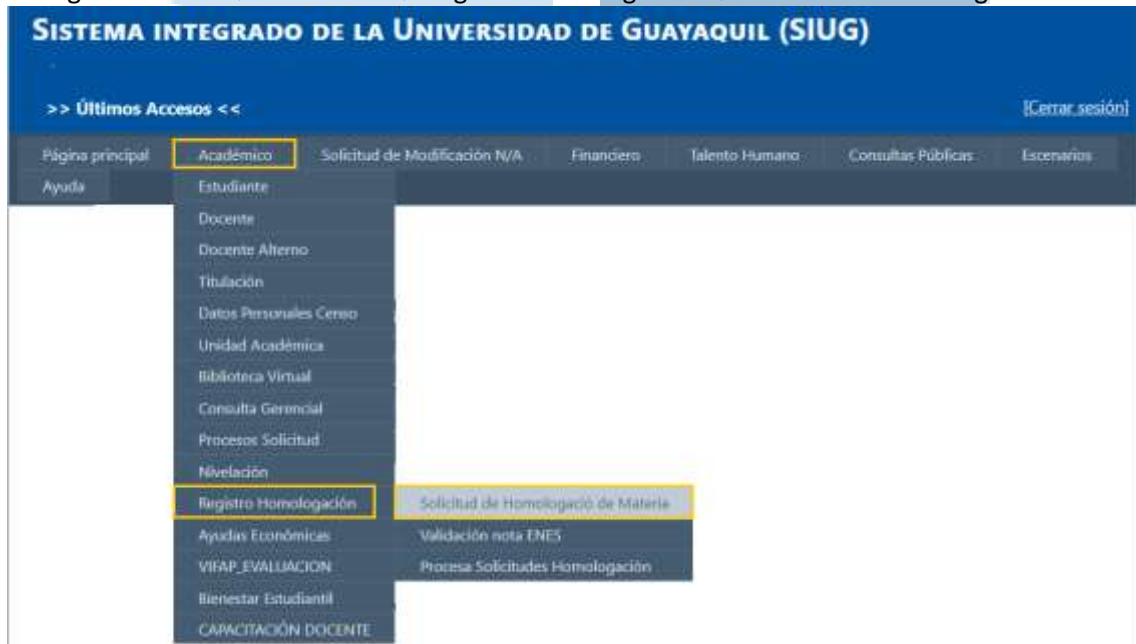 SISTEMA INTEGRADO DE LA UNIVERSIDAD DE GUAYAQUIL (SIUG)
>> Últimos Accesos << [Cerrar sesión]
Página principal Académico Solicitud de Modificación N/A Financiero Talento Humano Consultas Públicas Escenarios
Ayuda
Estudiante
Docente
Docente Alterno
Titulación
Datos Personales Censo
Unidad Académica
Biblioteca Virtual
Consulta Gerencial
Procesos Solicitud
Nivelación
Registro Homologación Solicitud de Homologació de Materia
Ayudas Económicas Validación nota ENES
VIFAP_EVALUACION Procesa Solicitudes Homologación
Bienestar Estudiantil
CAPACITACIÓN DOCENTE